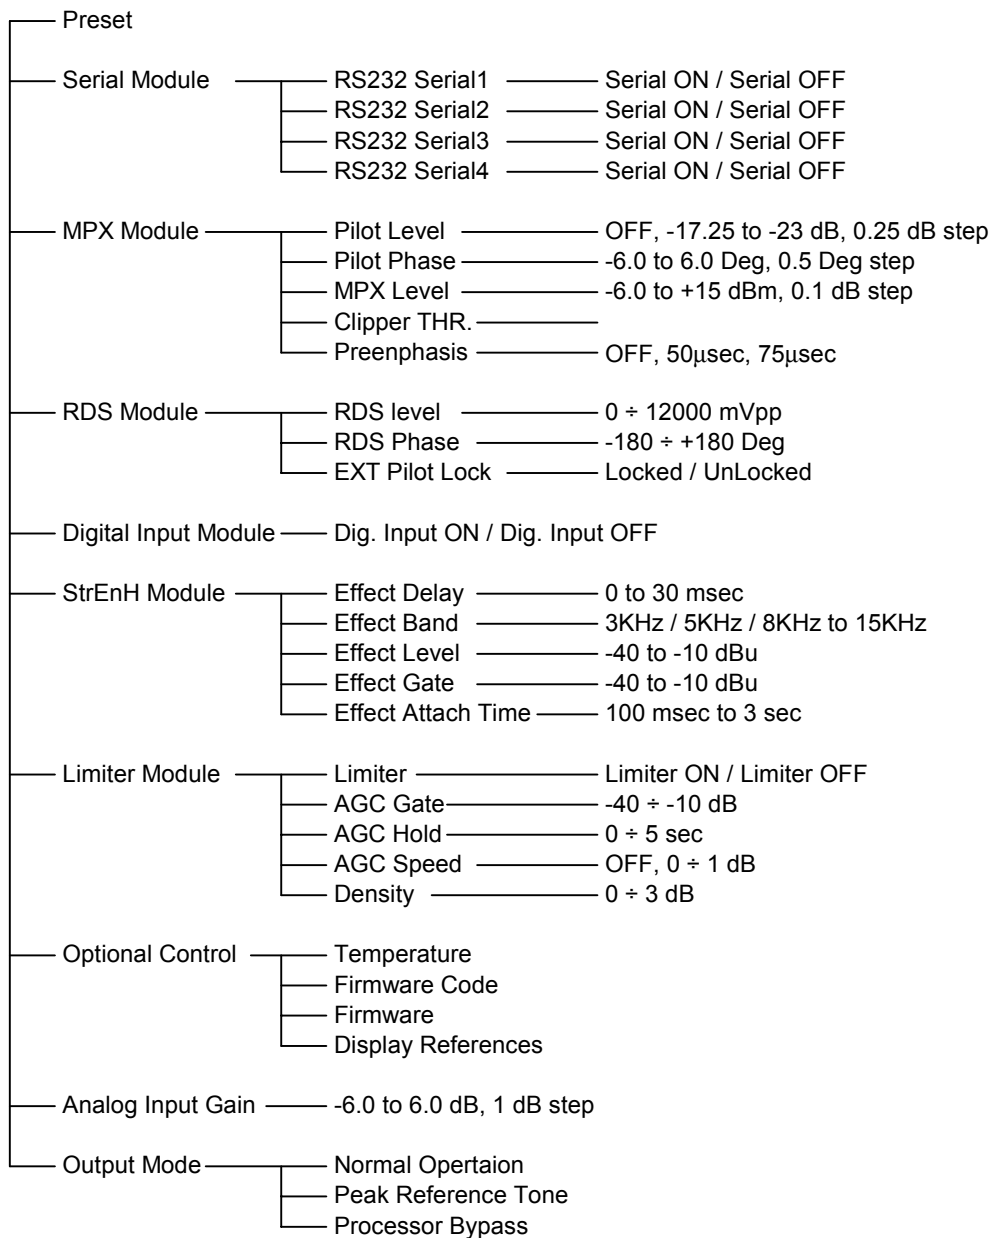 Preset
Serial Module RS232 Serial1 Serial ON / Serial OFF
RS232 Serial2 Serial ON / Serial OFF
RS232 Serial3 Serial ON / Serial OFF
RS232 Serial4 Serial ON / Serial OFF
MPX Module Pilot Level OFF, -17.25 to -23 dB, 0.25 dB step
Pilot Phase -6.0 to 6.0 Deg, 0.5 Deg step
MPX Level -6.0 to +15 dBm, 0.1 dB step
Clipper THR.
Preenphasis OFF, 50µsec, 75µsec
RDS Module RDS level 0 ÷ 12000 mVpp
RDS Phase -180 ÷ +180 Deg
EXT Pilot Lock Locked / UnLocked
Digital Input Module Dig. Input ON / Dig. Input OFF
StrEnH Module Effect Delay 0 to 30 msec
Effect Band 3KHz / 5KHz / 8KHz to 15KHz
Effect Level -40 to -10 dBu
Effect Gate -40 to -10 dBu
Effect Attach Time 100 msec to 3 sec
Limiter Module Limiter Limiter ON / Limiter OFF
AGC Gate -40 ÷ -10 dB
AGC Hold 0 ÷ 5 sec
AGC Speed OFF, 0 ÷ 1 dB
Density 0 ÷ 3 dB
Optional Control Temperature
Firmware Code
Firmware
Display References
Analog Input Gain -6.0 to 6.0 dB, 1 dB step
Output Mode Normal Opertaion
Peak Reference Tone
Processor Bypass